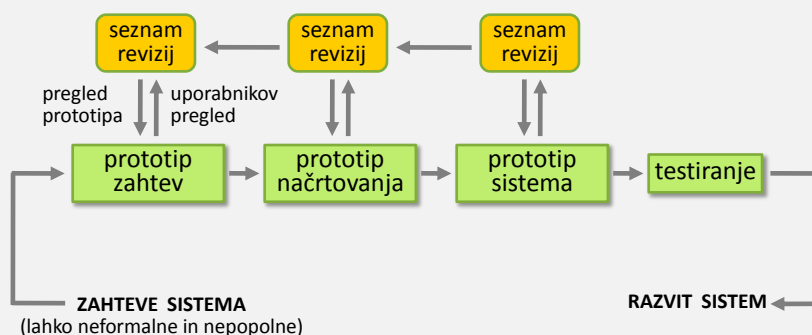 seznam
revizij
seznam
revizij
seznam
revizij
pregled
prototipa
uporabnikov
pregled
prototip
zahtev
prototip
načrtovanja
prototip
sistema
testiranje
ZAHTEVE SISTEMA
(lahko neformalne in nepopolne)
RAZVIT SISTEM